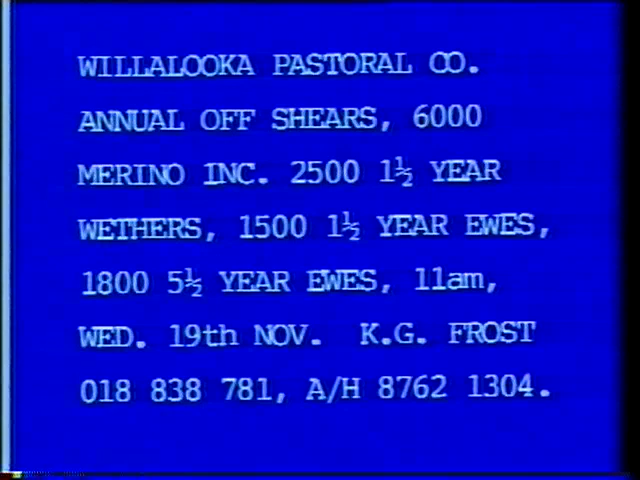 WILLALOOKA PASTORAL CO.
ANNUAL OFF SHEARS, 6000
MERINO INC. 2500 1½ YEAR
WETHERS, 1500 1½ YEAR EWES,
1800 5½ YEAR EWES, 11am,
WED. 19th NOV.  K.G. FROST
018 838 781, A/H 8762 1304.